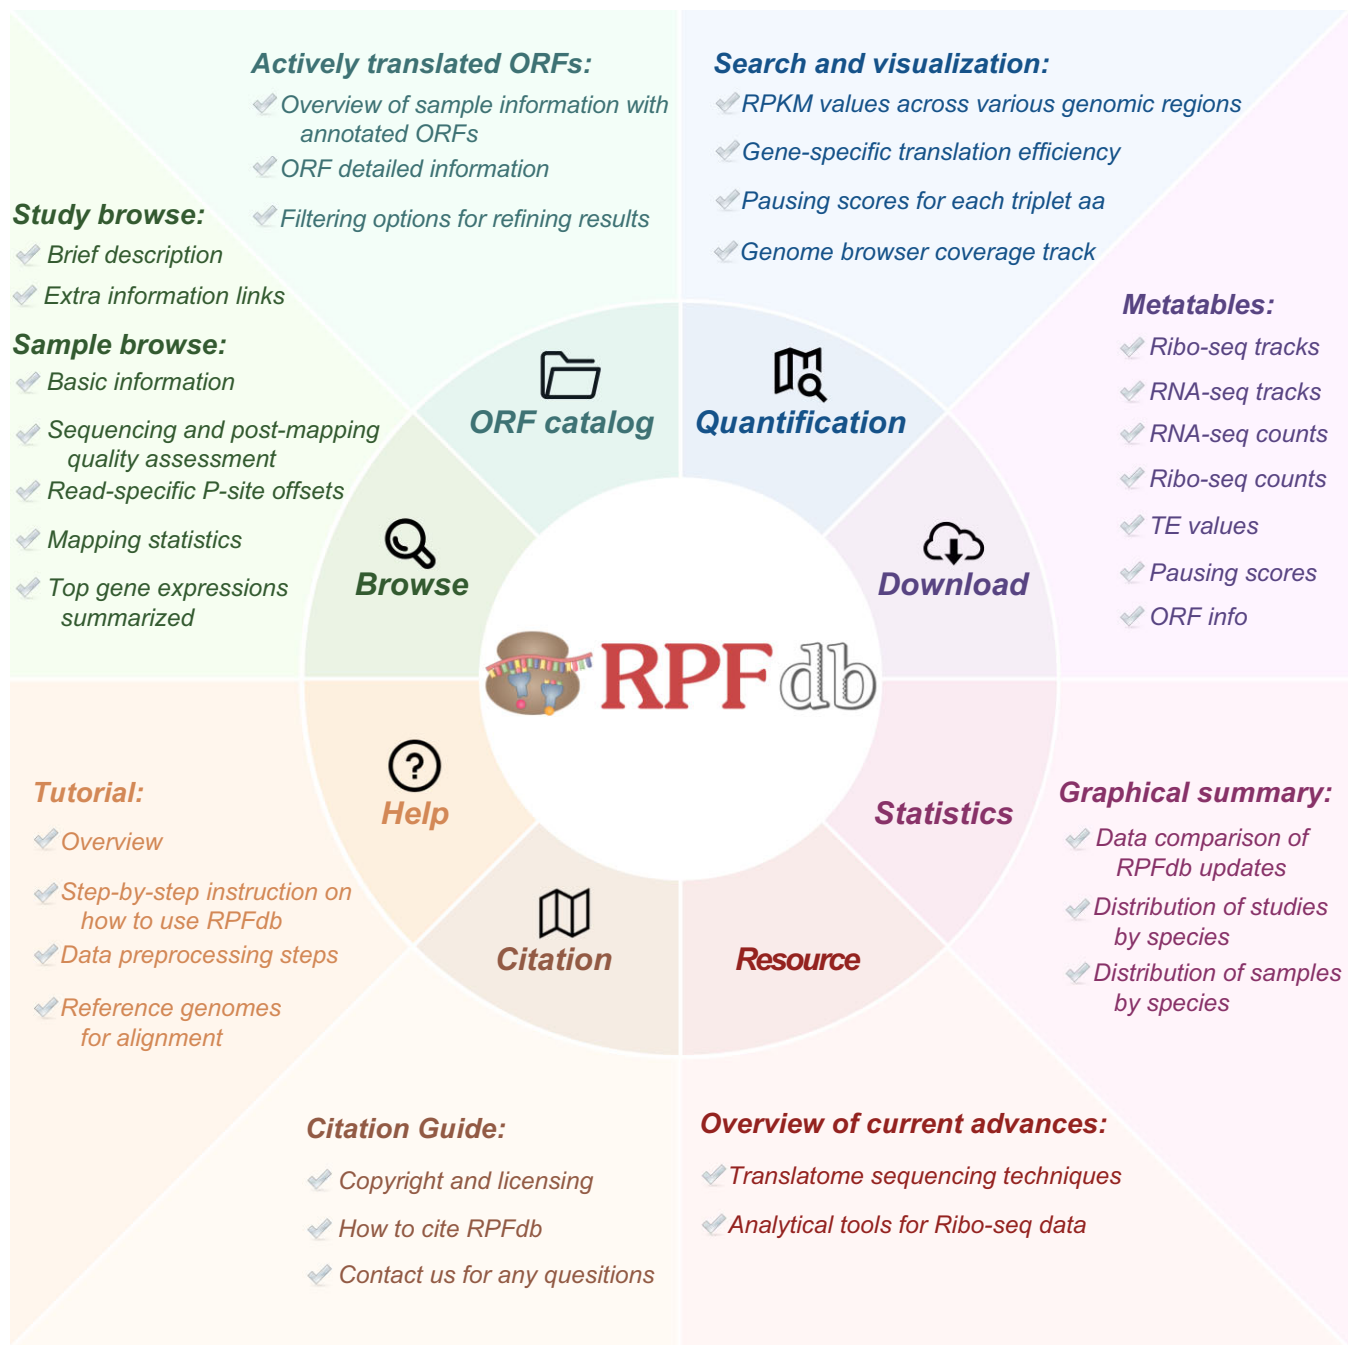 Actively translated ORFs:
Overview of sample information with
annotated ORFs
ORF detailed information
Filtering options for refining results
Search and visualization:
RPKM values across various genomic regions
Gene-specific translation efficiency
Pausing scores for each triplet aa
Genome browser coverage track
Study browse:
Brief description
Extra information links
Sample browse:
Basic information
Sequencing and post-mapping
quality assessment
Read-specific P-site offsets
Mapping statistics
Top gene expressions
summarized
Metatables:
Ribo-seq tracks
RNA-seq tracks
RNA-seq counts
Ribo-seq counts
TE values
Pausing scores
ORF info
ORF catalog
Quantification
Browse
Download
RPFdb
Help
Statistics
Citation
Resource
Tutorial:
Overview
Step-by-step instruction on
how to use RPFdb
Data preprocessing steps
Reference genomes
for alignment
Graphical summary:
Data comparison of
RPFdb updates
Distribution of studies
by species
Distribution of samples
by species
Citation Guide:
Copyright and licensing
How to cite RPFdb
Contact us for any quesitions
Overview of current advances:
Translatome sequencing techniques
Analytical tools for Ribo-seq data